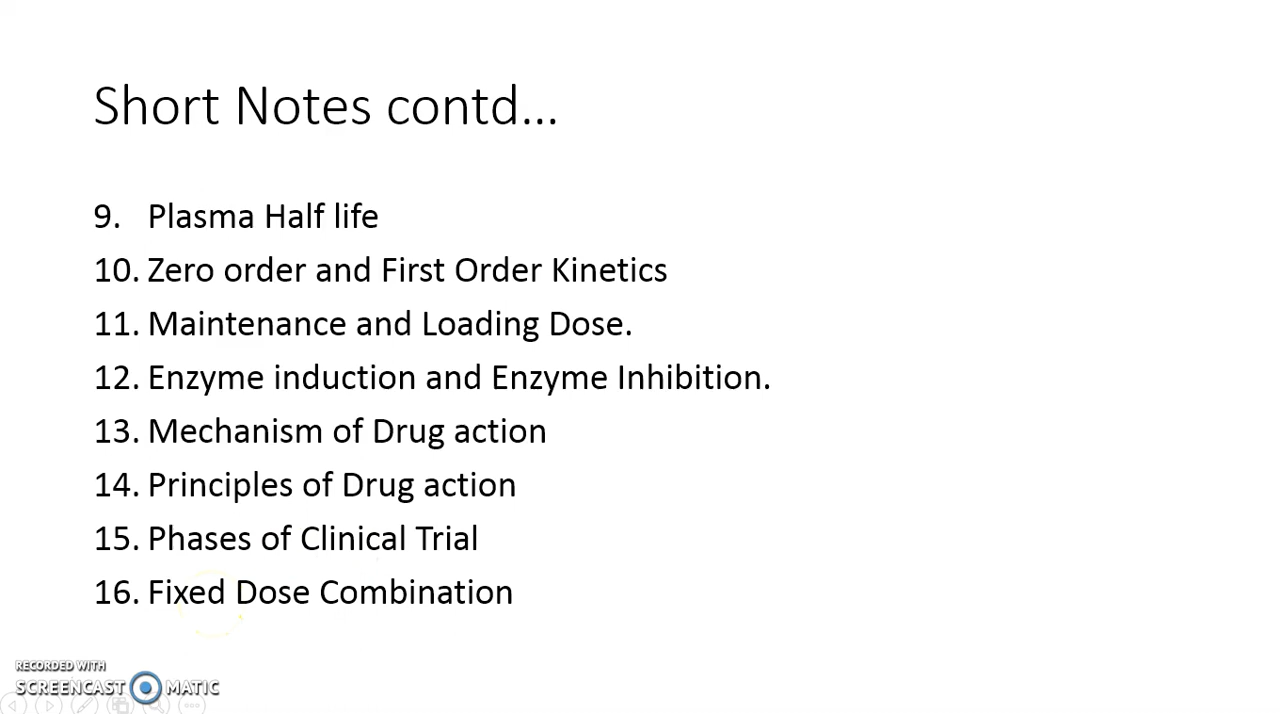 Short Notes contd...
9. Plasma Half life
10. Zero order and First Order Kinetics
11. Maintenance and Loading Dose.
12. Enzyme induction and Enzyme Inhibition.
13. Mechanism of Drug action
14. Principles of Drug action
15. Phases of Clinical Trial
16. Fixed Dose Combination
RECORDED WITH
SCREENCAST MATIC